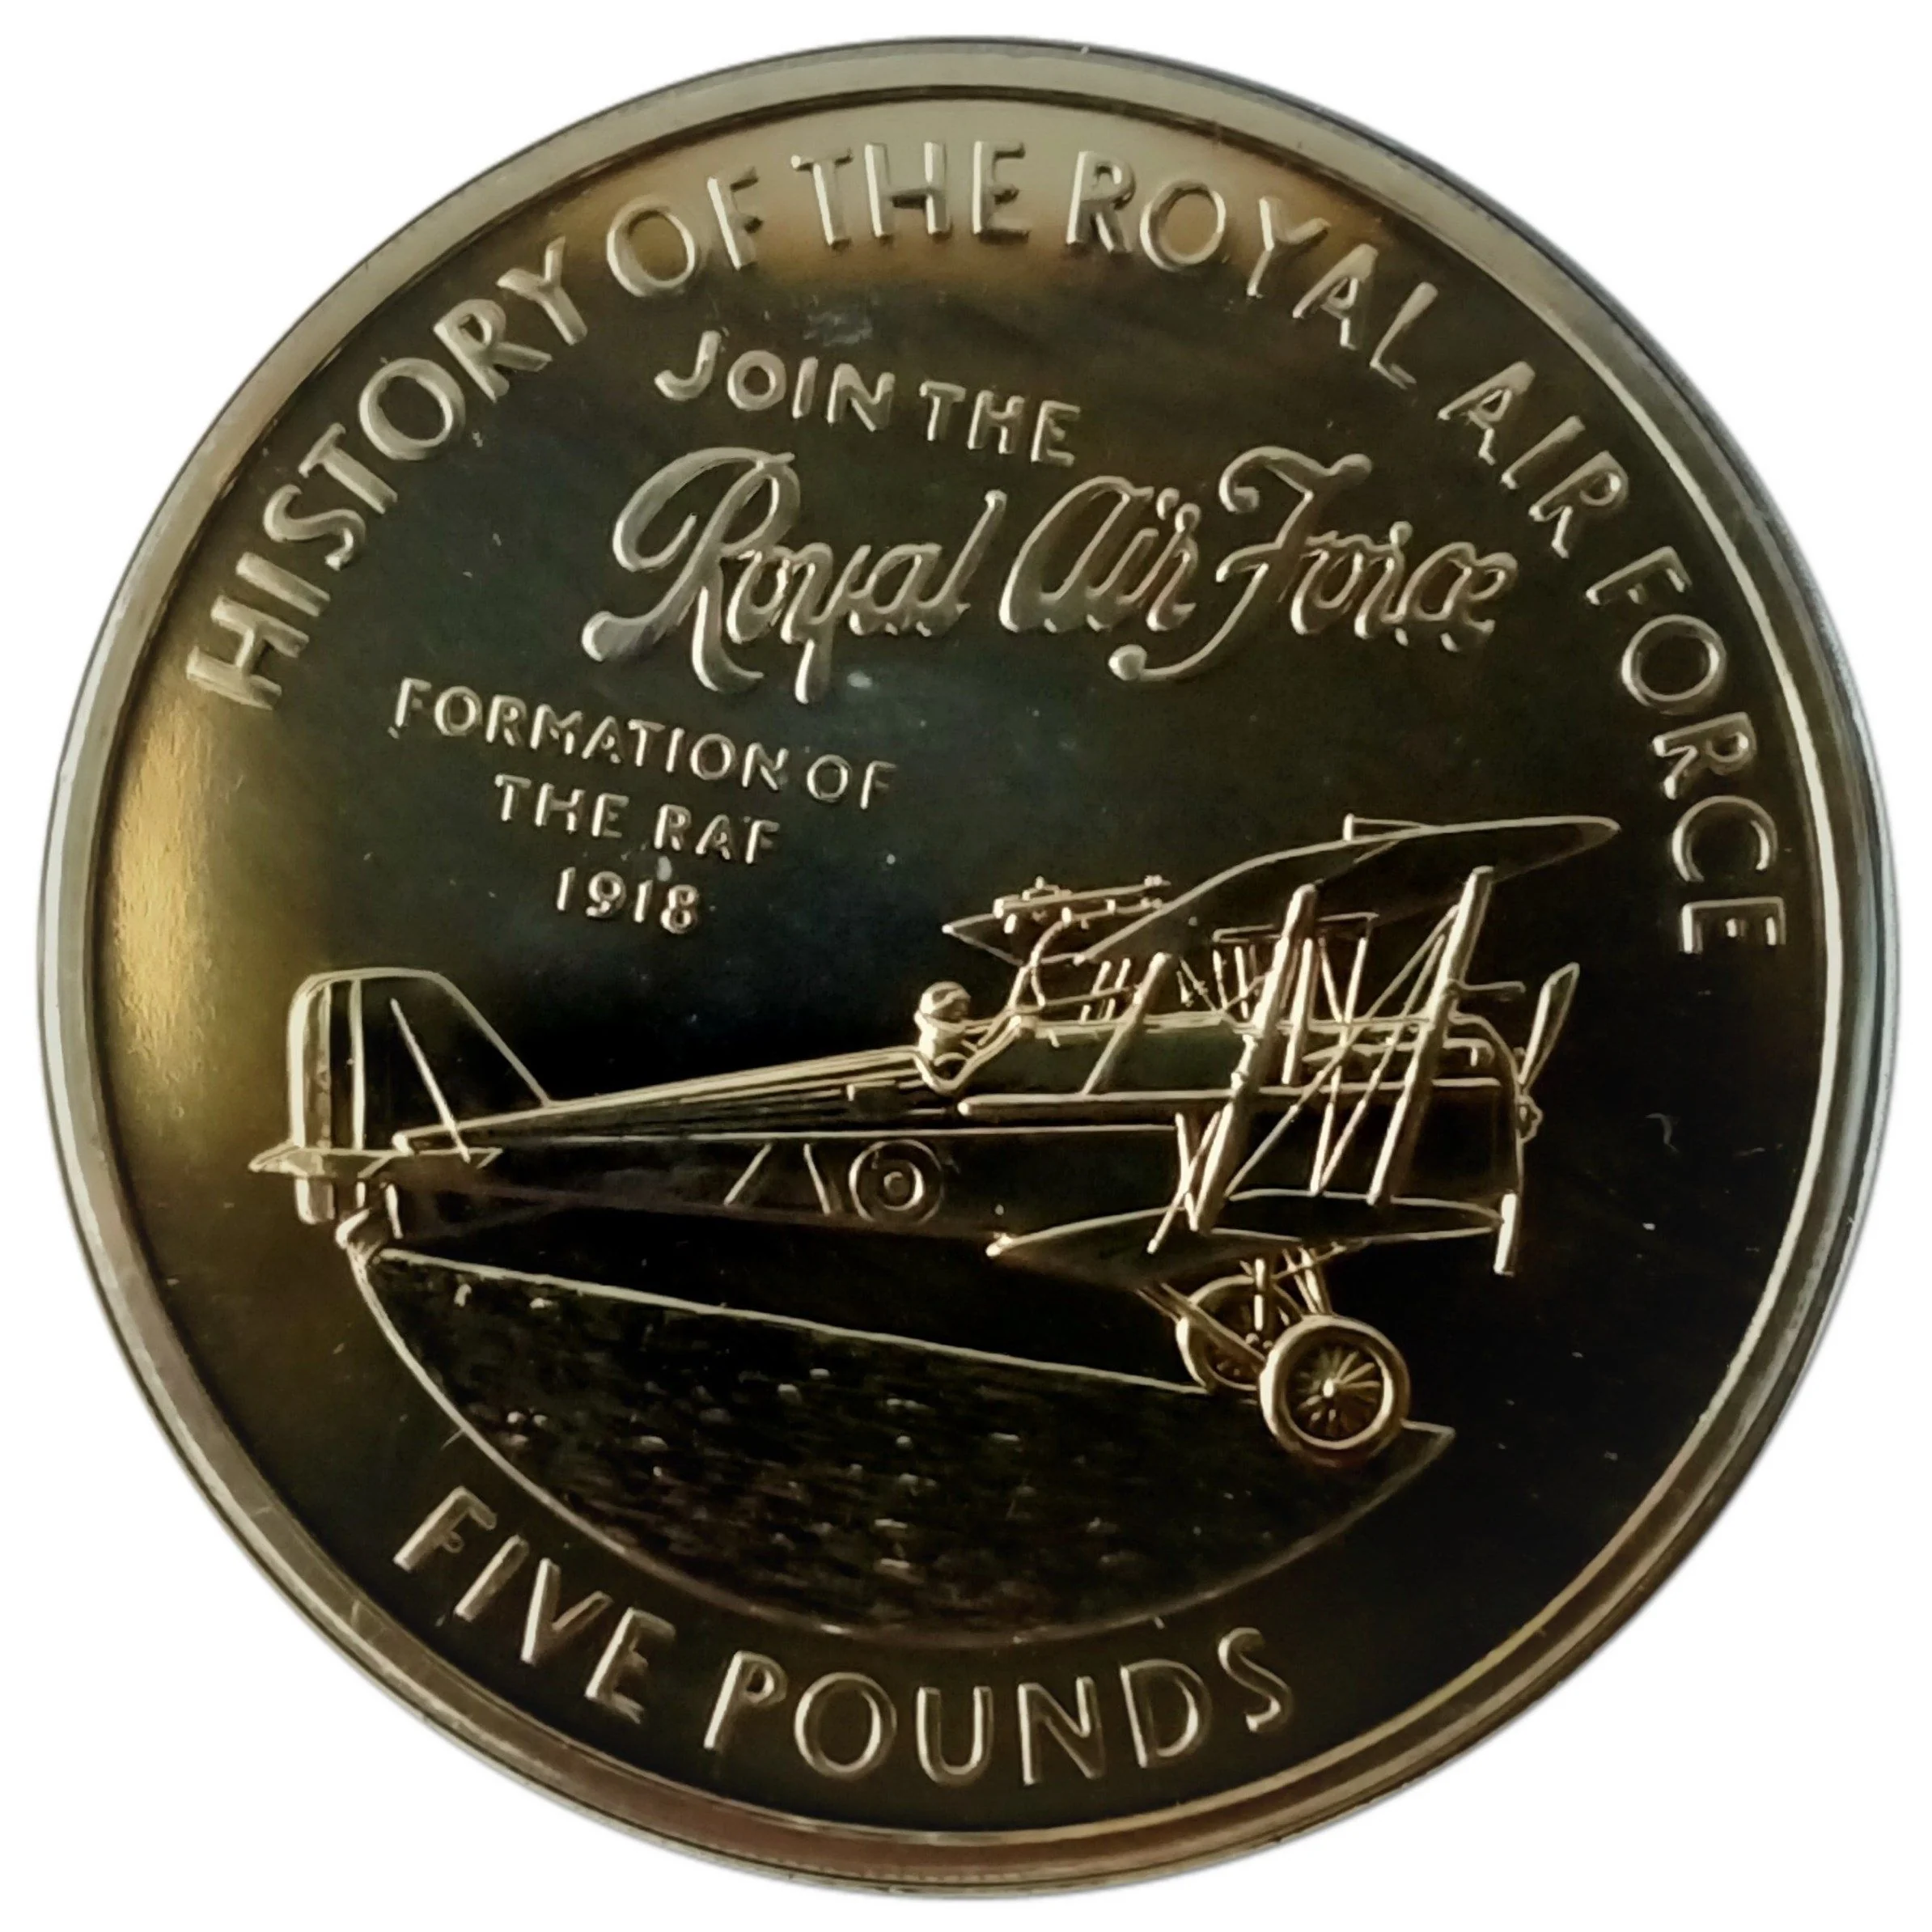 HISTORY OF THE ROYAL AIR FORCE
JOIN THE
Royal Air Force
FORMATION OF
THE RAF
1918
FIVE POUNDS